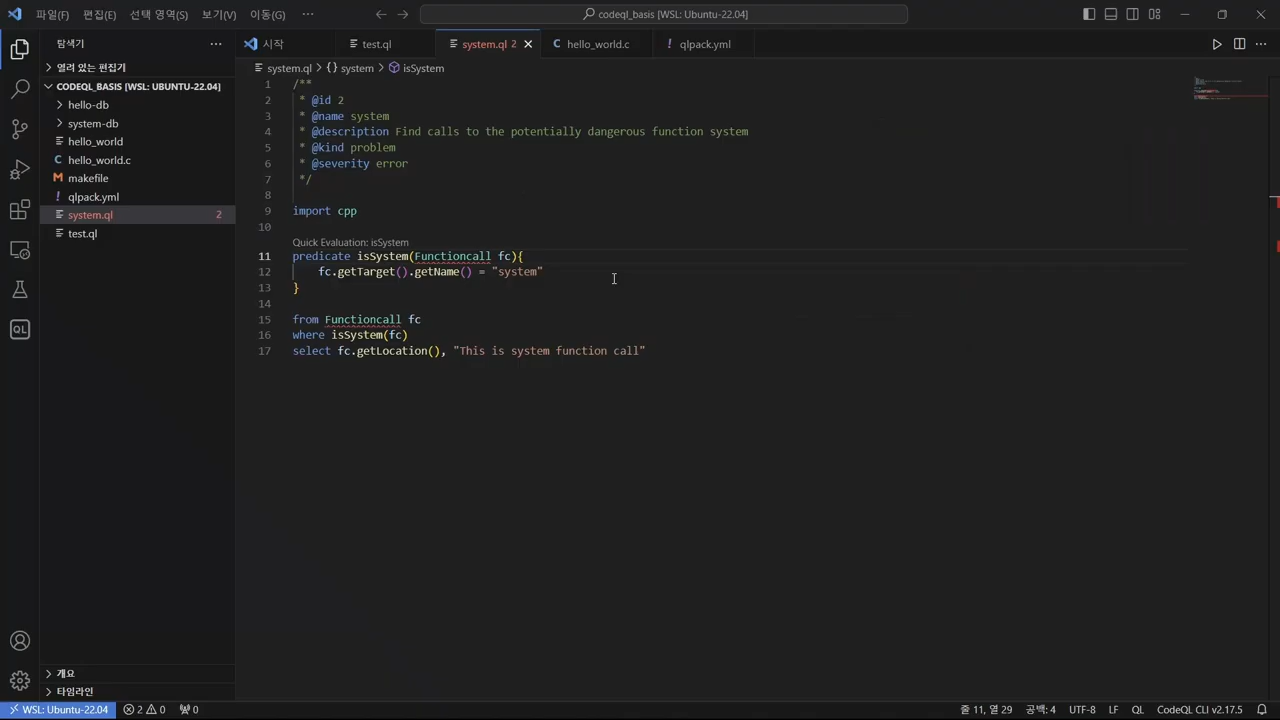 파일(F) 편집(E) 선택 영역(S) 보기(V) 이동(G) ··· codeql_basis [WSL: Ubuntu-22.04]
탐색기 ···
시작 test.ql system.ql 2 hello_world.c ! qlpack.yml
열려 있는 편집기
system.ql > {} system > isSystem
CODEQL_BASIS [WSL: UBUNTU-22.04]
hello-db
system-db
hello_world
C hello_world.c
M makefile
! qlpack.yml
system.ql 2
test.ql
QL
1 /**
2 * @id 2
3 * @name system
4 * @description Find calls to the potentially dangerous function system
5 * @kind problem
6 * @severity error
7 */
8
9 import cpp
10
Quick Evaluation: isSystem
11 predicate isSystem(Functioncall fc){
12 fc.getTarget().getName() = "system"
13 }
14
15 from Functioncall fc
16 where isSystem(fc)
17 select fc.getLocation(), "This is system function call"
개요
타임라인
WSL: Ubuntu-22.04 2 0 0 줄 11, 열 29 공백: 4 UTF-8 LF QL CodeQL CLI v2.17.5